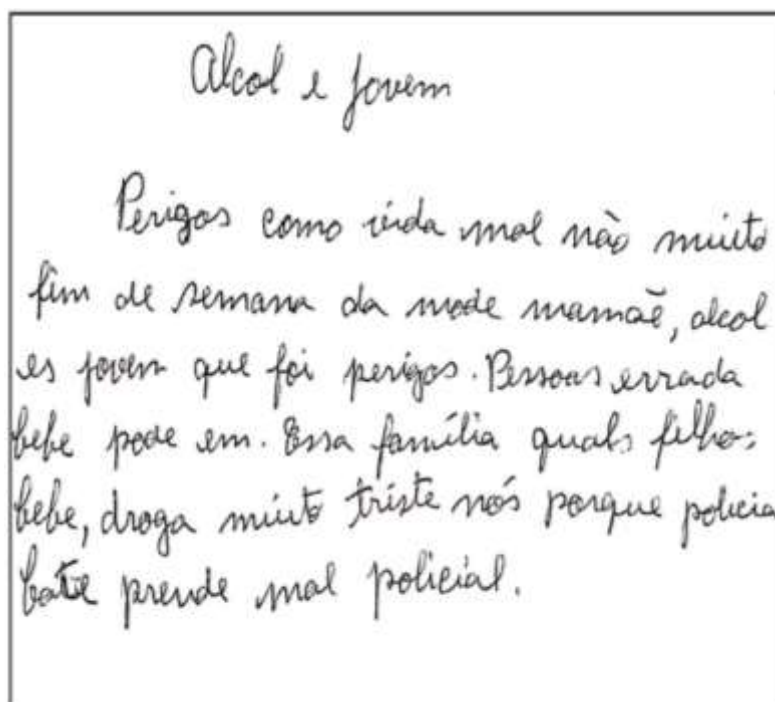 Alcol e jovem
Perigos como vida mal não muito
fim de semana da mode mamãe, alcol
es jovem que foi perigos. Pessoas errada
bebe pode em. Essa família quals filhos
bebe, droga muito triste nós porque policia
bate prende mal policial.